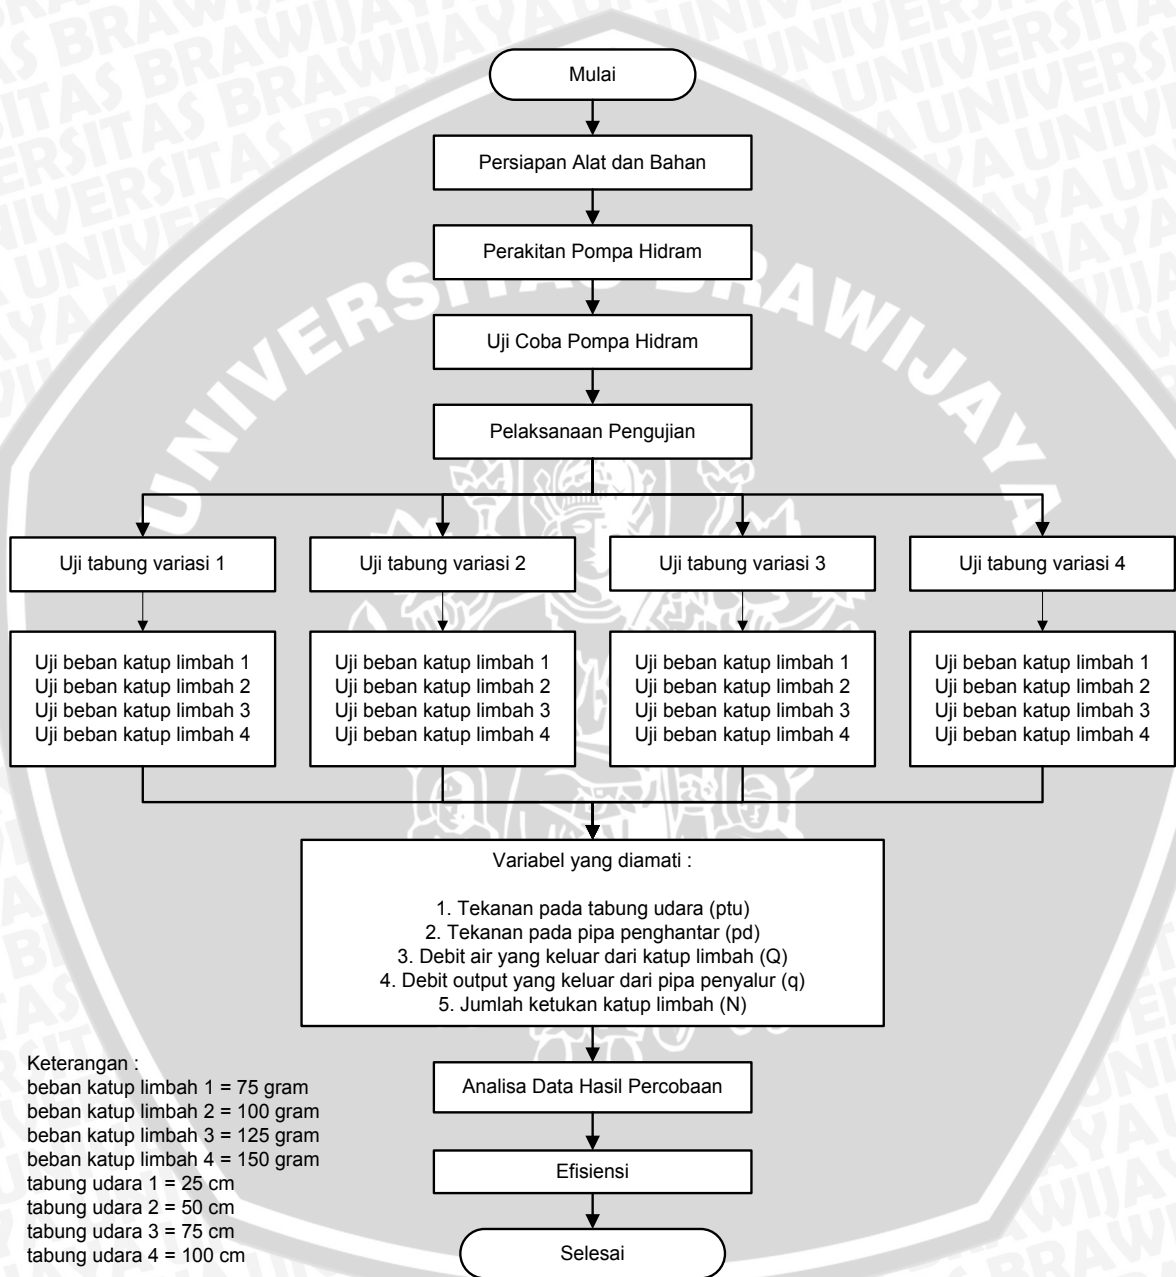 Mulai
Persiapan Alat dan Bahan
Perakitan Pompa Hidram
Uji Coba Pompa Hidram
Pelaksanaan Pengujian
Uji tabung variasi 1
Uji tabung variasi 2
Uji tabung variasi 3
Uji tabung variasi 4
Uji beban katup limbah 1
Uji beban katup limbah 2
Uji beban katup limbah 3
Uji beban katup limbah 4
Uji beban katup limbah 1
Uji beban katup limbah 2
Uji beban katup limbah 3
Uji beban katup limbah 4
Uji beban katup limbah 1
Uji beban katup limbah 2
Uji beban katup limbah 3
Uji beban katup limbah 4
Uji beban katup limbah 1
Uji beban katup limbah 2
Uji beban katup limbah 3
Uji beban katup limbah 4
Variabel yang diamati :
1. Tekanan pada tabung udara (ptu)
2. Tekanan pada pipa penghantar (pd)
3. Debit air yang keluar dari katup limbah (Q)
4. Debit output yang keluar dari pipa penyalur (q)
5. Jumlah ketukan katup limbah (N)
Analisa Data Hasil Percobaan
Efisiensi
Selesai
Keterangan :
beban katup limbah 1 = 75 gram
beban katup limbah 2 = 100 gram
beban katup limbah 3 = 125 gram
beban katup limbah 4 = 150 gram
tabung udara 1 = 25 cm
tabung udara 2 = 50 cm
tabung udara 3 = 75 cm
tabung udara 4 = 100 cm
UNIVERSITAS BRAWIJAYA